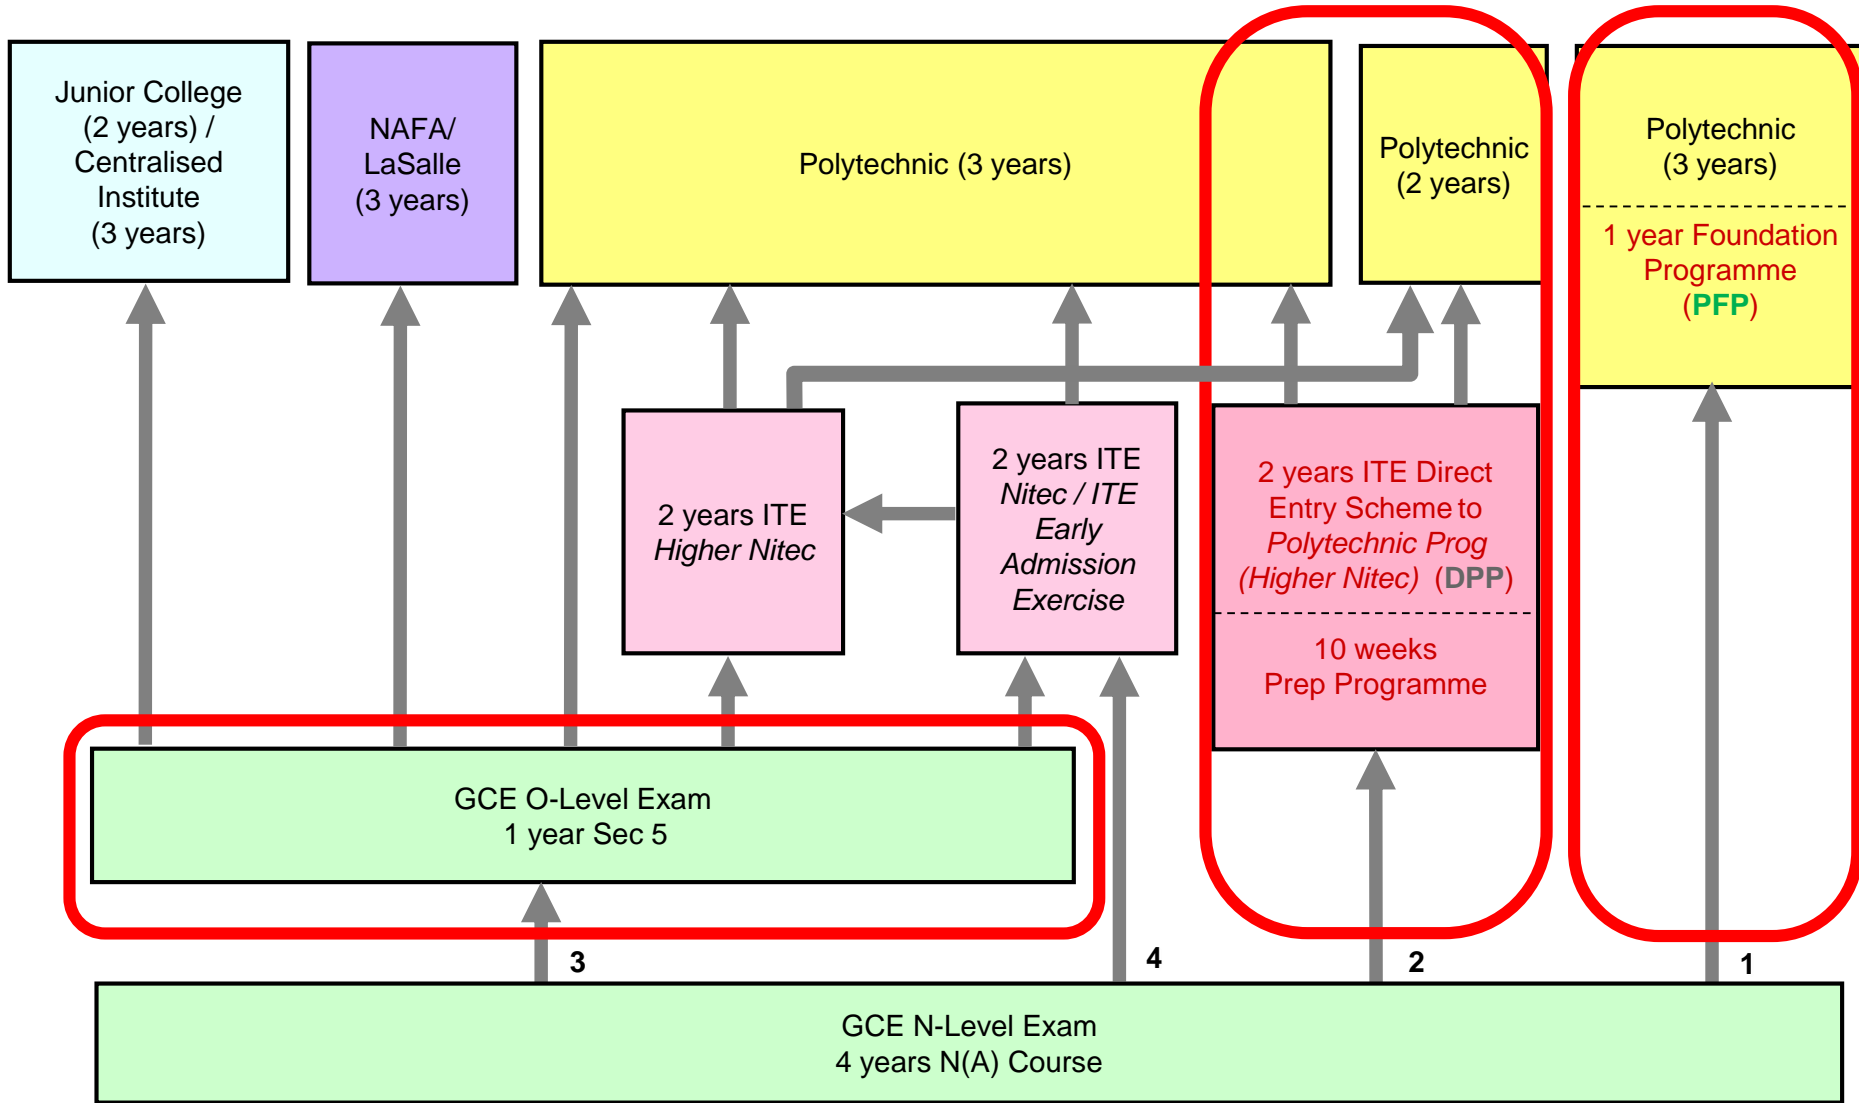 Junior College
(2 years) /
Centralised
Institute
(3 years)
NAFA/
LaSalle
(3 years)
Polytechnic (3 years)
Polytechnic
(2 years)
Polytechnic
(3 years)
1 year Foundation
Programme
(PFP)
2 years ITE
Higher Nitec
2 years ITE
Nitec / ITE
Early
Admission
Exercise
2 years ITE Direct
Entry Scheme to
Polytechnic Prog
(Higher Nitec) (DPP)
10 weeks
Prep Programme
GCE O-Level Exam
1 year Sec 5
3
4
2
1
GCE N-Level Exam
4 years N(A) Course